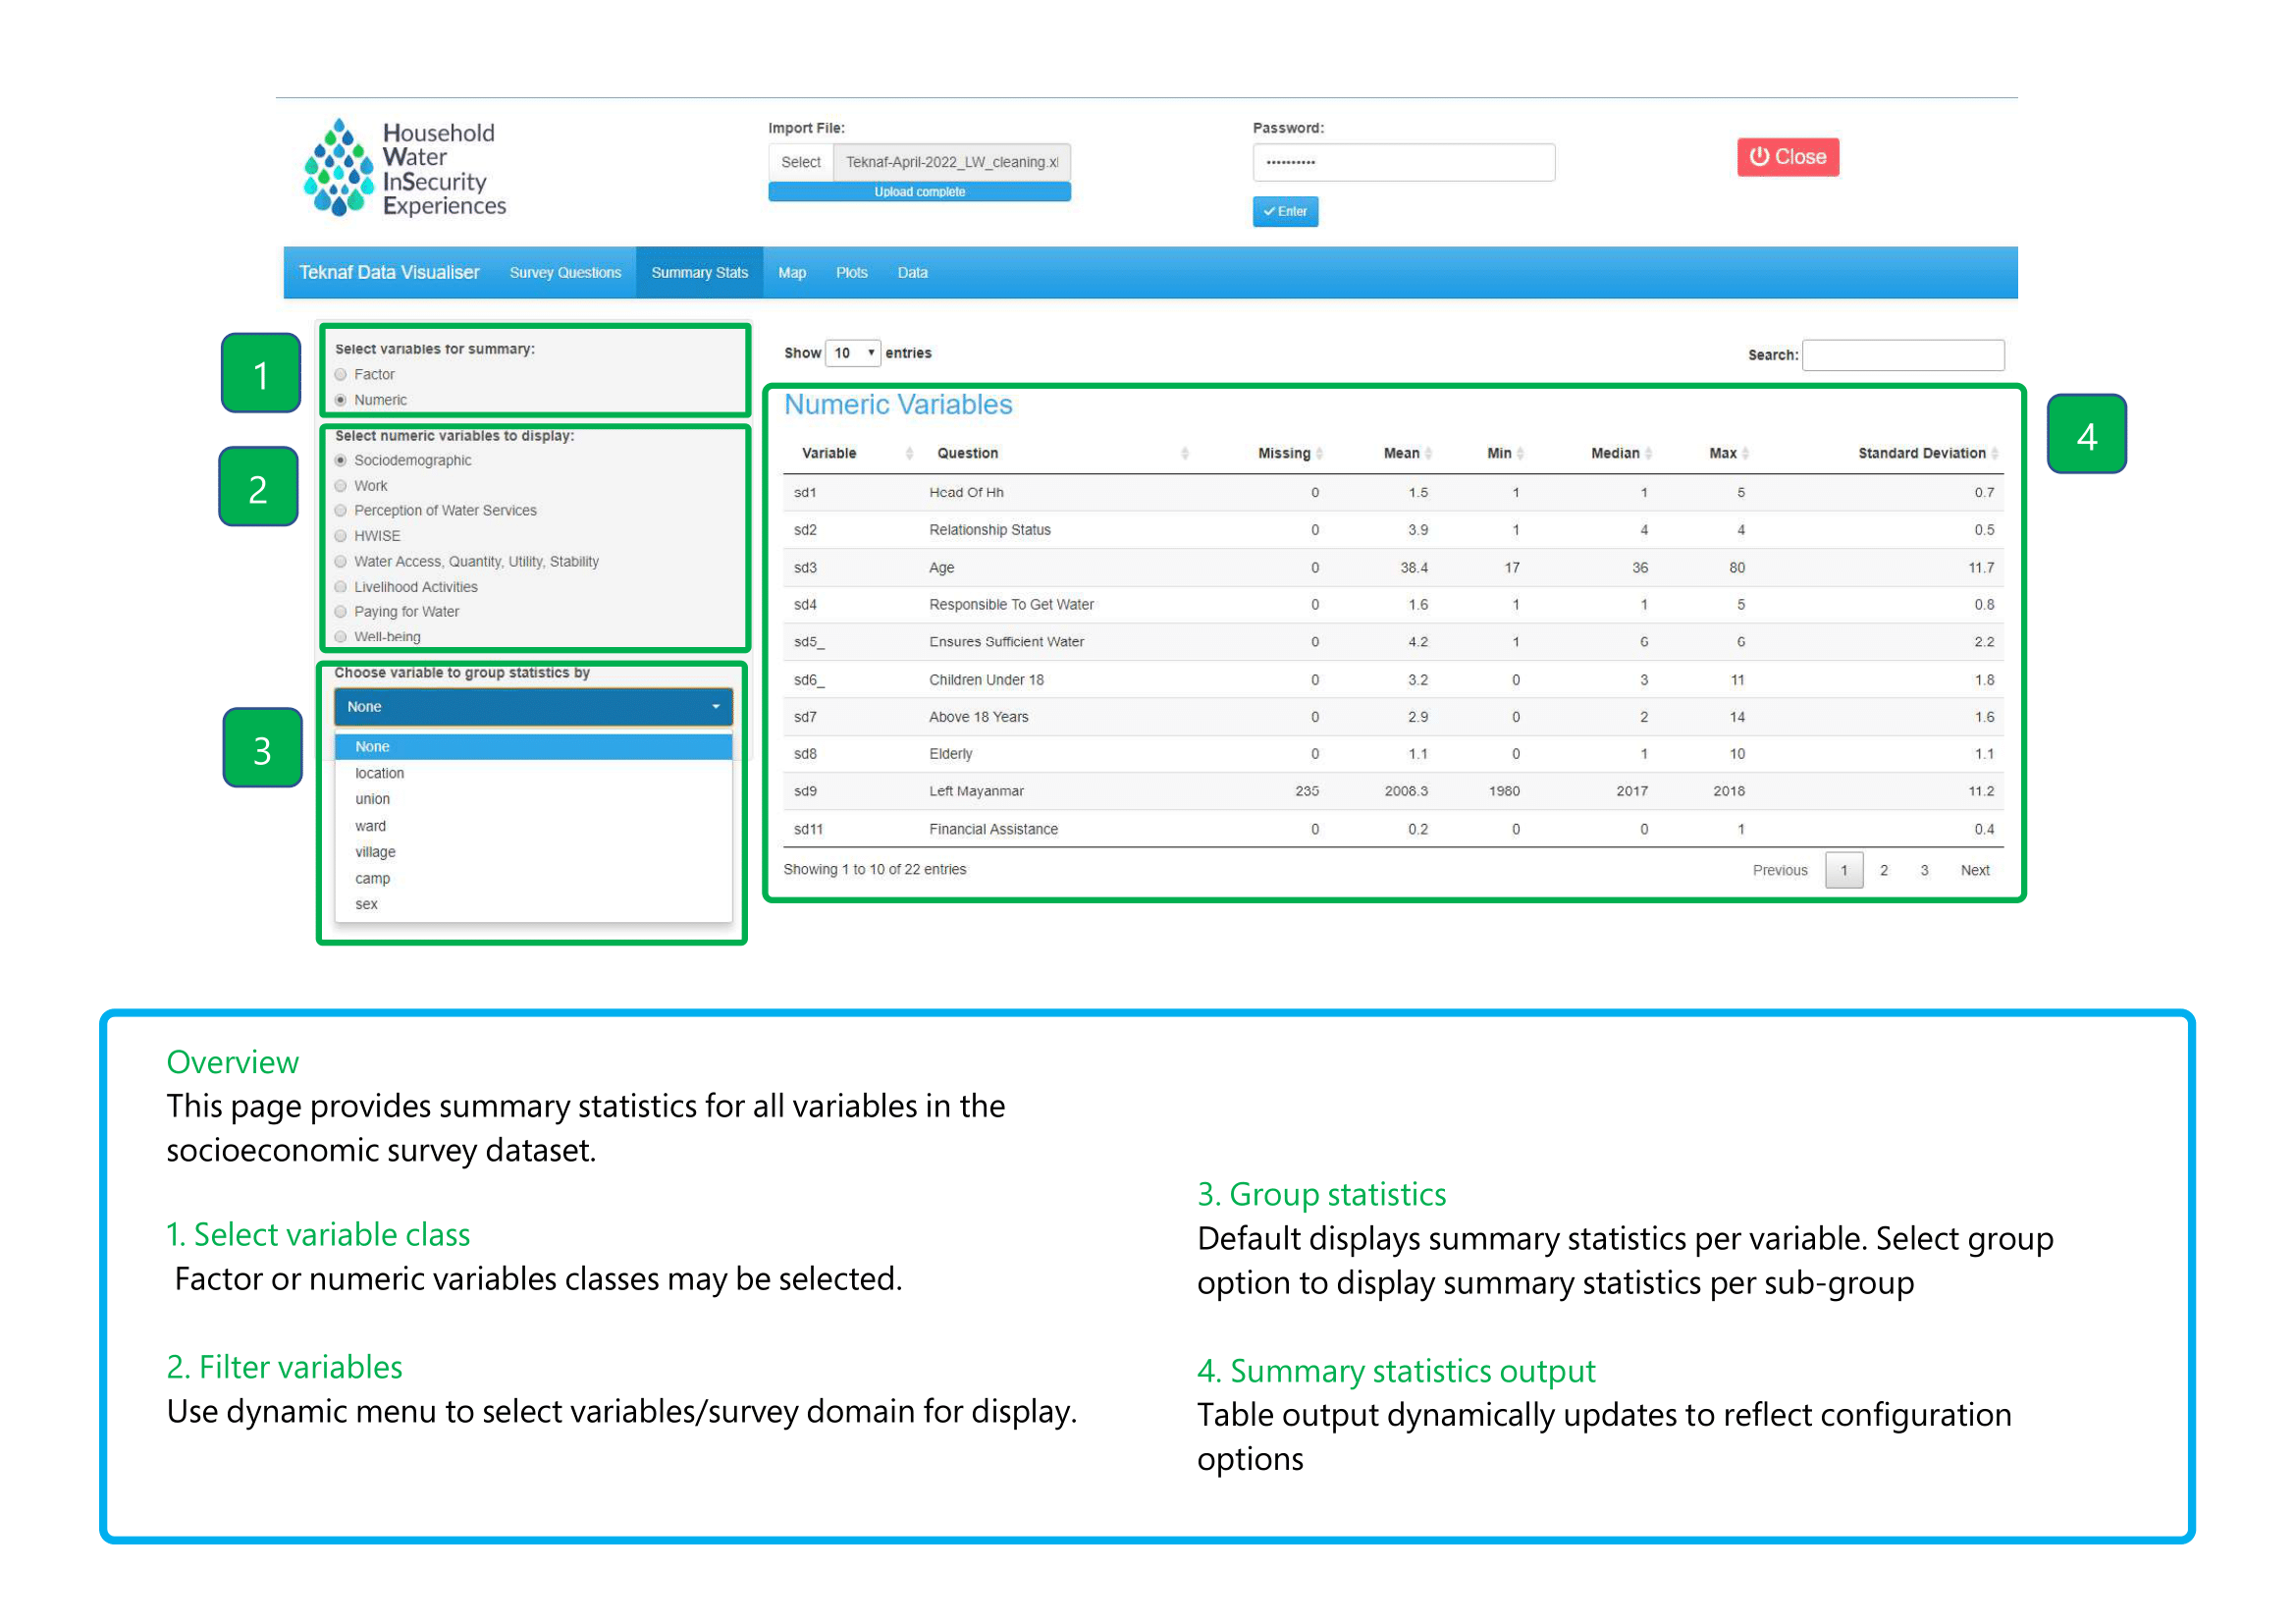 Household
Water
InSecurity
Experiences
Import File:
Select Teknaf-April-2022_LW_cleaning.xl
Upload complete
Password:
••••••••••
Enter
Close
Teknaf Data Visualiser Survey Questions Summary Stats Map Plots Data
1
Select variables for summary:
Factor
Numeric
2
Select numeric variables to display:
Sociodemographic
Work
Perception of Water Services
HWISE
Water Access, Quantity, Utility, Stability
Livelihood Activities
Paying for Water
Well-being
3
Choose variable to group statistics by
None
None
location
union
ward
village
camp
sex
Show 10 entries
Search:
4
Numeric Variables
Variable Question Missing Mean Min Median Max Standard Deviation
sd1 Head Of Hh 0 1.5 1 1 5 0.7
sd2 Relationship Status 0 3.9 1 4 4 0.5
sd3 Age 0 38.4 17 36 80 11.7
sd4 Responsible To Get Water 0 1.6 1 1 5 0.8
sd5_ Ensures Sufficient Water 0 4.2 1 6 6 2.2
sd6_ Children Under 18 0 3.2 0 3 11 1.8
sd7 Above 18 Years 0 2.9 0 2 14 1.6
sd8 Elderly 0 1.1 0 1 10 1.1
sd9 Left Mayanmar 235 2008.3 1980 2017 2018 11.2
sd11 Financial Assistance 0 0.2 0 0 1 0.4
Showing 1 to 10 of 22 entries
Previous 1 2 3 Next
Overview
This page provides summary statistics for all variables in the
socioeconomic survey dataset.
1. Select variable class
Factor or numeric variables classes may be selected.
2. Filter variables
Use dynamic menu to select variables/survey domain for display.
3. Group statistics
Default displays summary statistics per variable. Select group
option to display summary statistics per sub-group
4. Summary statistics output
Table output dynamically updates to reflect configuration
options